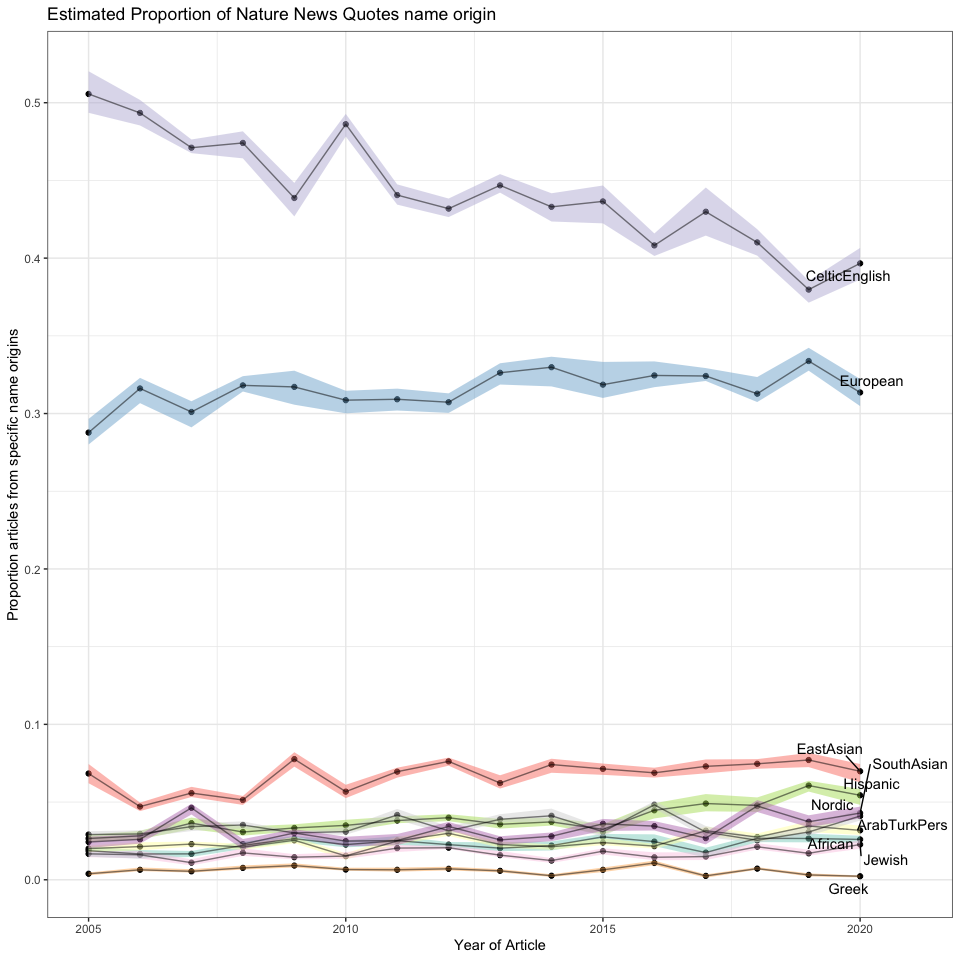 Estimated Proportion of Nature News Quotes name origin
Proportion articles from specific name origins
0.5
0.4
0.3
0.2
0.1
0.0
CelticEnglish
European
EastAsian
SouthAsian
Hispanic
Nordic
ArabTurkPers
African
Jewish
Greek
2005
2010
2015
2020
Year of Article